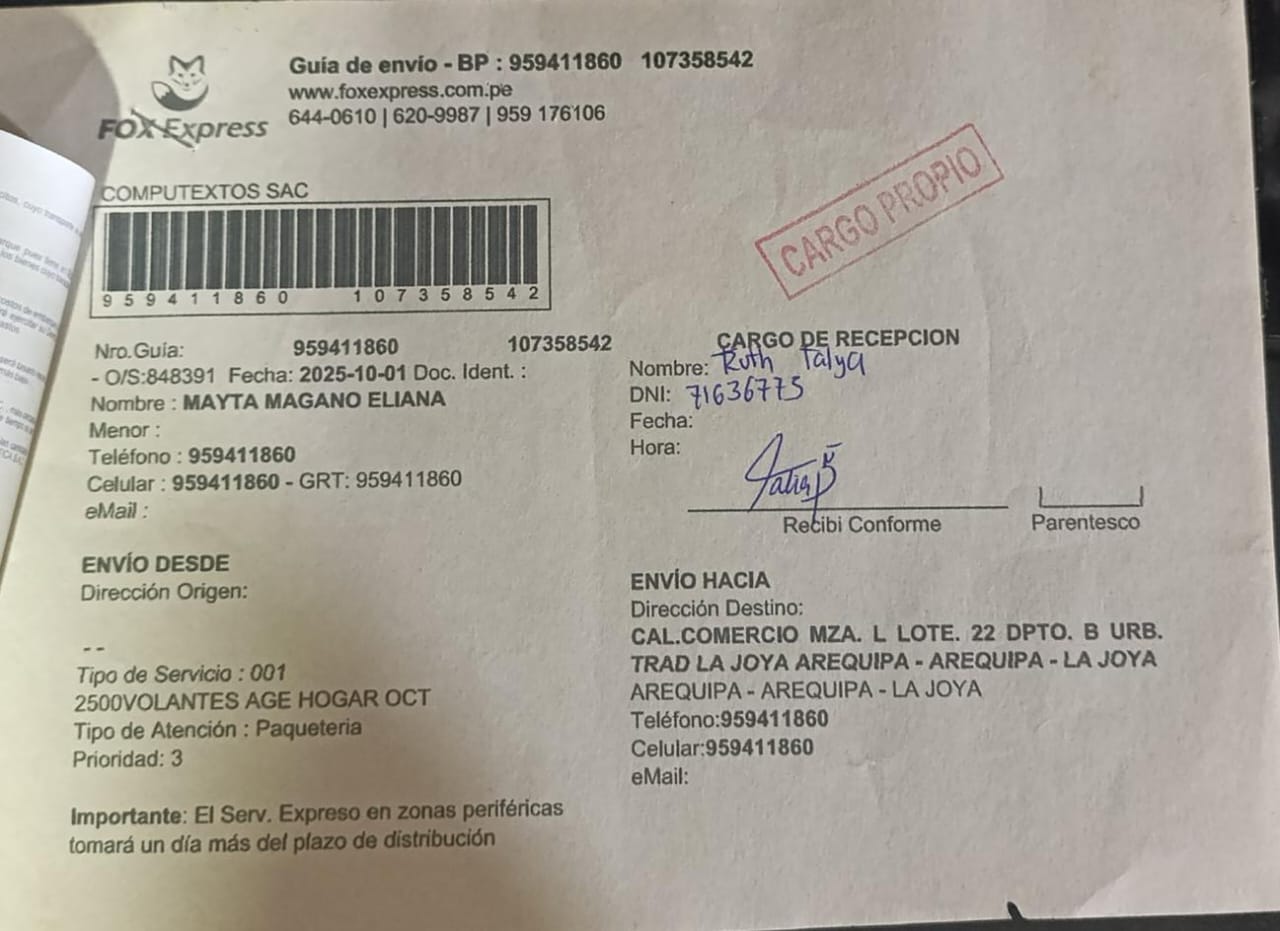 FOX Express
Guía de envío - BP : 959411860 107358542
www.foxexpress.com.pe
644-0610 | 620-9987 | 959 176106
COMPUTEXTOS SAC
959411860 107358542
CARGO PROPIO
Nro.Guía: 959411860 107358542
- O/S:848391 Fecha: 2025-10-01 Doc. Ident. :
Nombre : MAYTA MAGANO ELIANA
Menor :
Teléfono : 959411860
Celular : 959411860 - GRT: 959411860
eMail :
CARGO DE RECEPCION
Nombre: Ruth Talya
DNI: 71636775
Fecha:
Hora:
Recibi Conforme
Parentesco
ENVÍO DESDE
Dirección Origen:
- -
Tipo de Servicio : 001
2500VOLANTES AGE HOGAR OCT
Tipo de Atención : Paqueteria
Prioridad: 3
ENVÍO HACIA
Dirección Destino:
CAL.COMERCIO MZA. L LOTE. 22 DPTO. B URB.
TRAD LA JOYA AREQUIPA - AREQUIPA - LA JOYA
AREQUIPA - AREQUIPA - LA JOYA
Teléfono:959411860
Celular:959411860
eMail:
Importante: El Serv. Expreso en zonas periféricas
tomará un día más del plazo de distribución